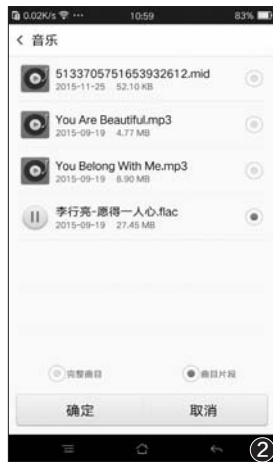 0.02K/s ... 10:59 83%
< 音乐
5133705751653932612.mid
2015-11-25 52.10 KB
You Are Beautiful.mp3
2015-09-19 4.77 MB
You Belong With Me.mp3
2015-09-19 8.90 MB
李行亮-愿得一人心.flac
2015-09-19 27.45 MB
完整曲目 曲目片段
确定 取消
②